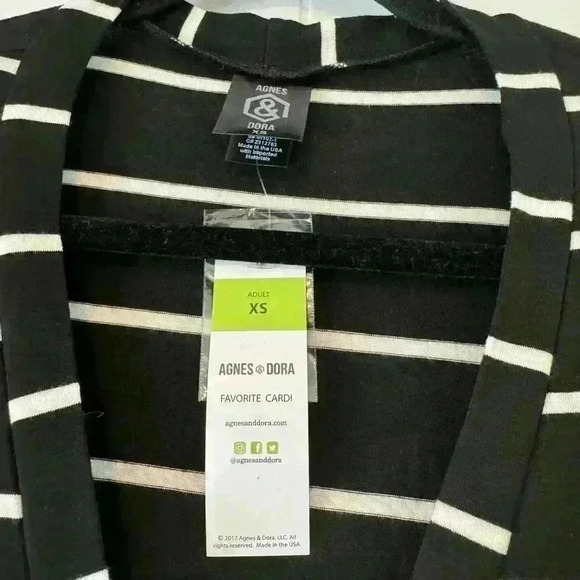 AGNES
&
DORA
XS
Made in the USA
with Imported
Materials
ADULT
XS
AGNES & DORA
FAVORITE CARDI
agnesanddora.com
@agnesanddora
© 2017 Agnes & Dora, LLC. All
rights reserved. Made in the USA.